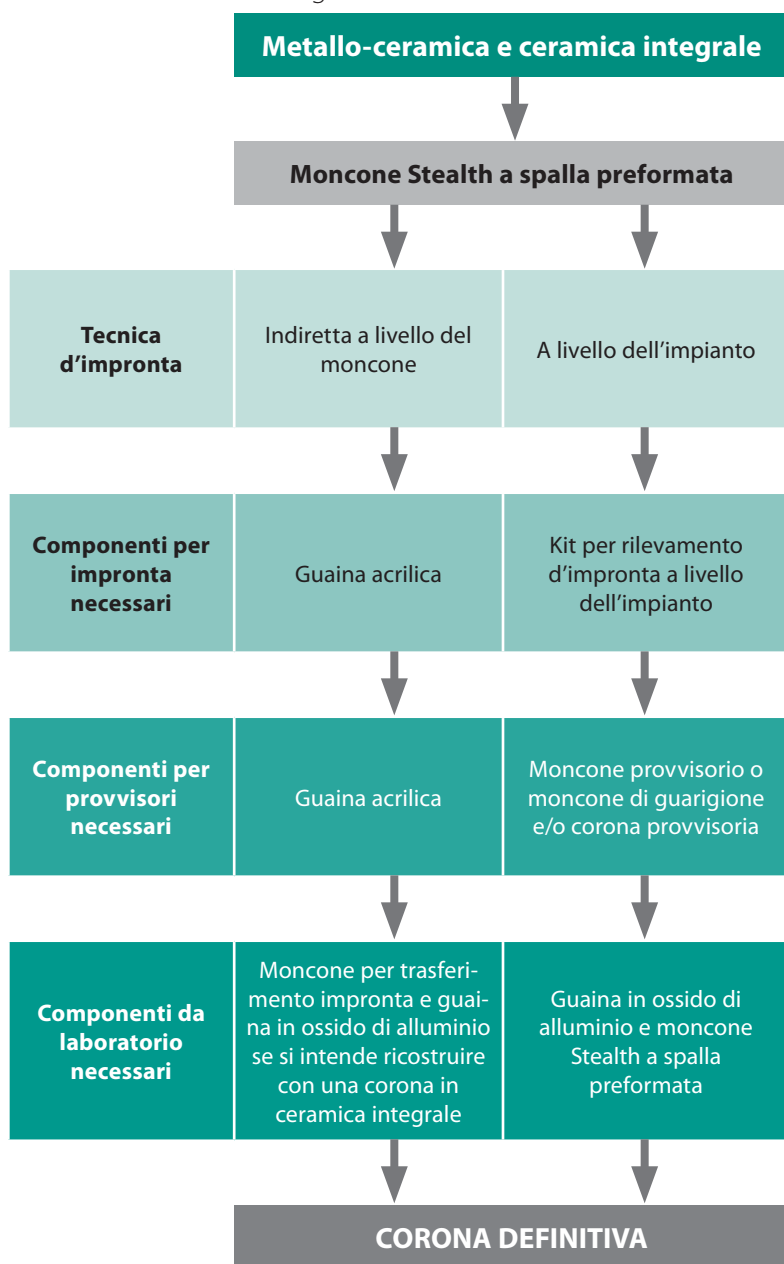 Metallo-ceramica e ceramica integrale
Moncone Stealth a spalla preformata
Tecnica
d’impronta
Indiretta a livello del
moncone
A livello dell’impianto
Componenti per
impronta
necessari
Guaina acrilica
Kit per rilevamento
d’impronta a livello
dell’impianto
Componenti per
provvisori
necessari
Guaina acrilica
Moncone provvisorio o
moncone di guarigione
e/o corona provvisoria
Componenti da
laboratorio
necessari
Moncone per trasferi-
mento impronta e guai-
na in ossido di alluminio
se si intende ricostruire
con una corona in
ceramica integrale
Guaina in ossido di
alluminio e moncone
Stealth a spalla
preformata
CORONA DEFINITIVA